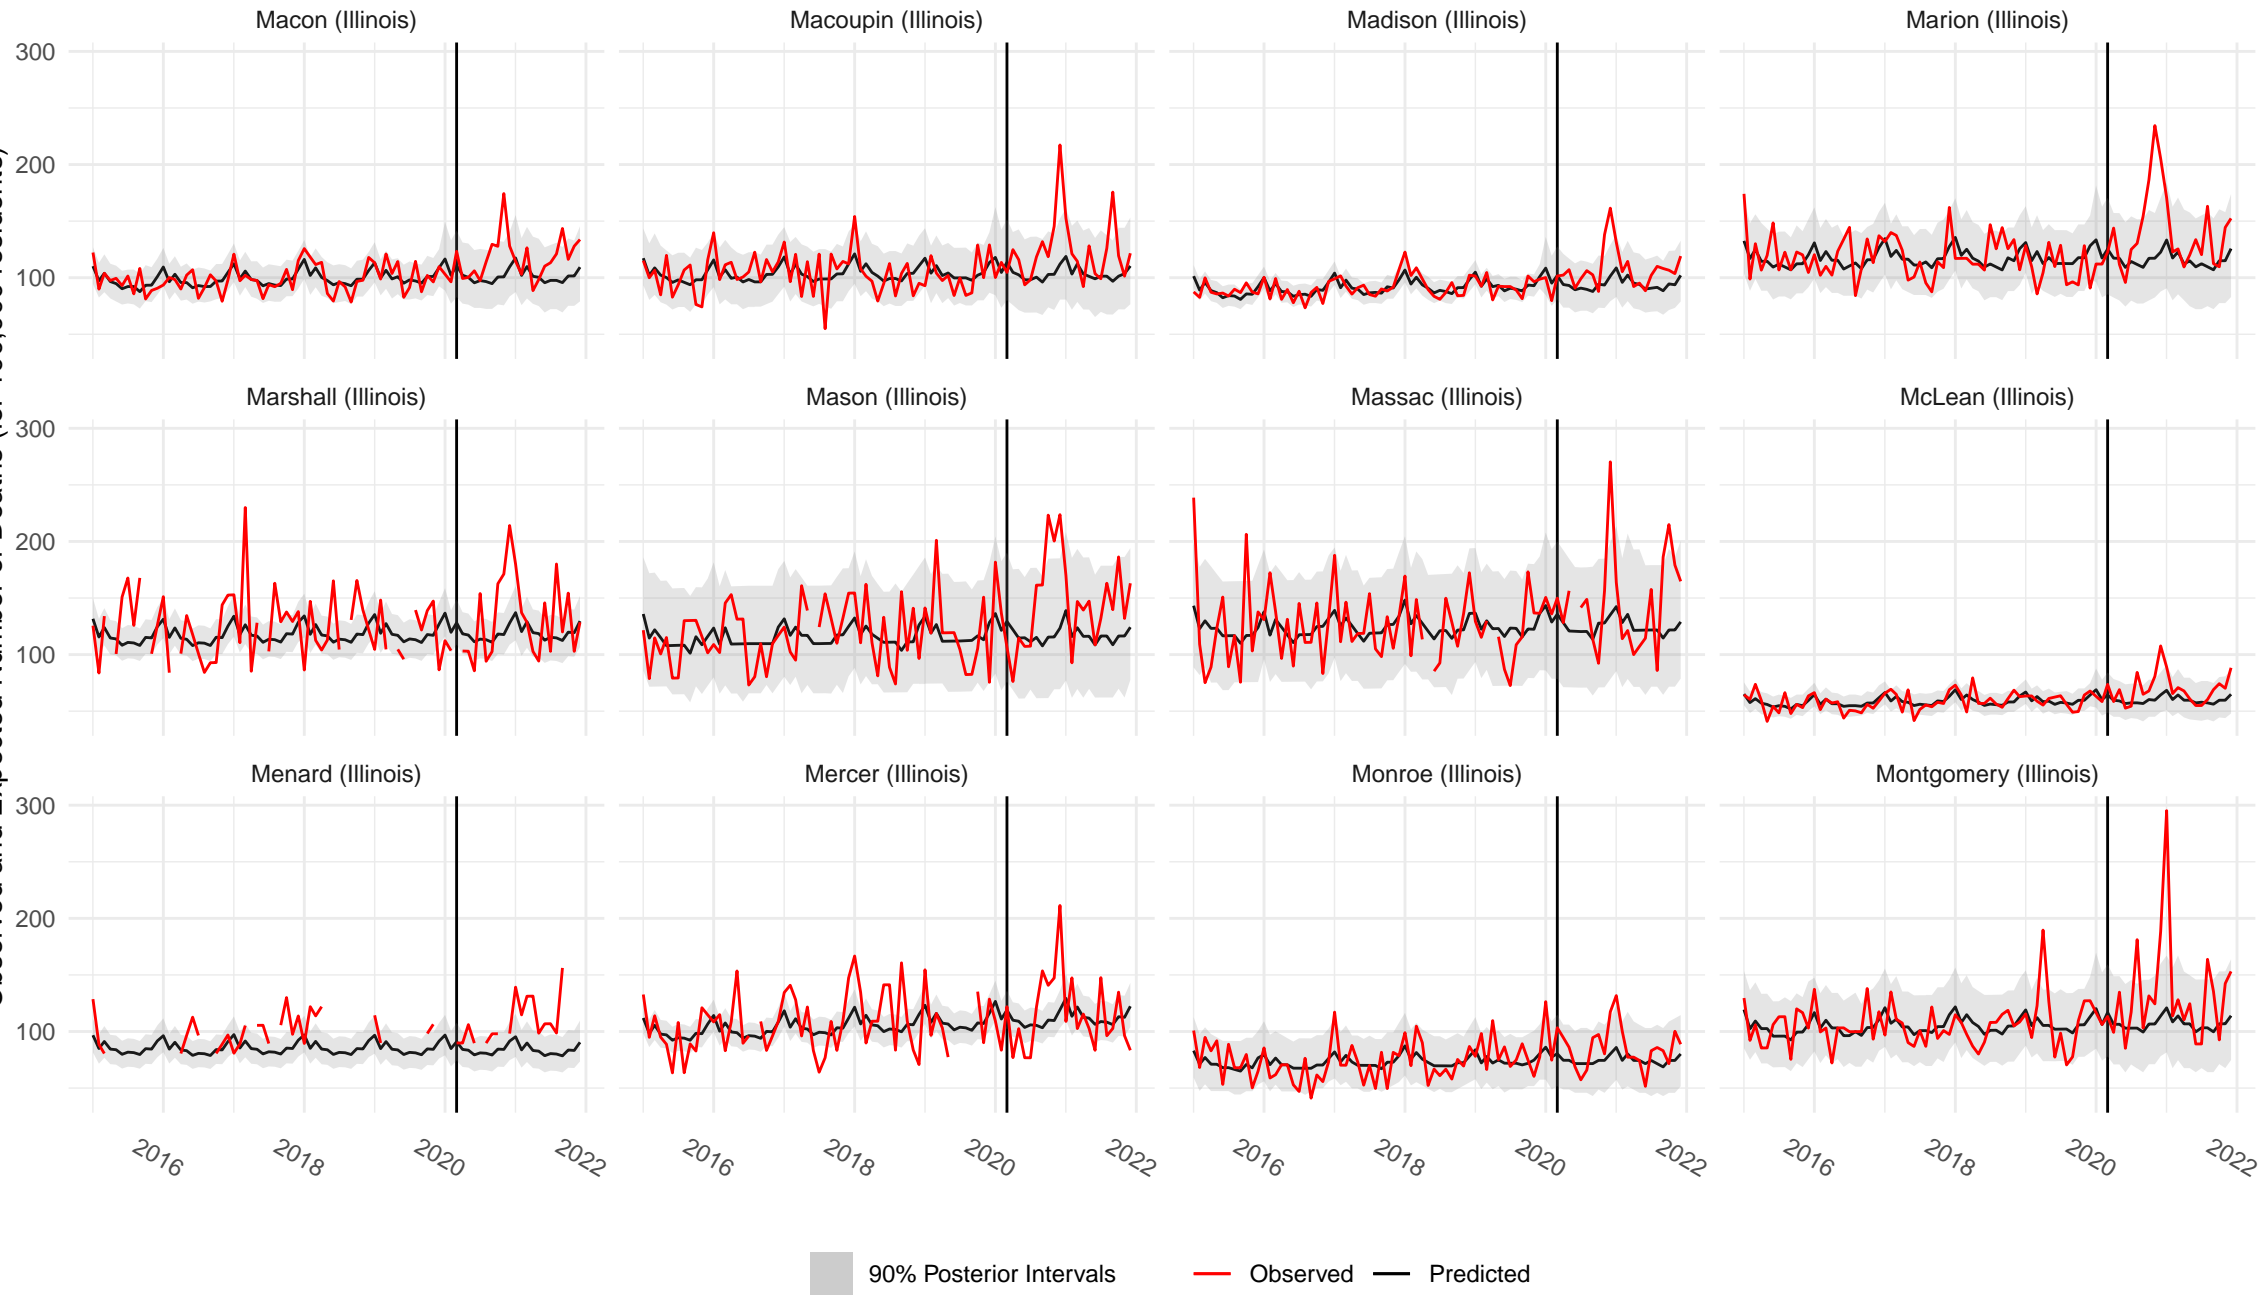 Macon (Illinois) Macoupin (Illinois) Madison (Illinois) Marion (Illinois)
300
200
100
Marshall (Illinois) Mason (Illinois) Massac (Illinois) McLean (Illinois)
300
200
100
Menard (Illinois) Mercer (Illinois) Monroe (Illinois) Montgomery (Illinois)
300
200
100
2016 2018 2020 2022 2016 2018 2020 2022 2016 2018 2020 2022 2016 2018 2020 2022
90% Posterior Intervals Observed Predicted